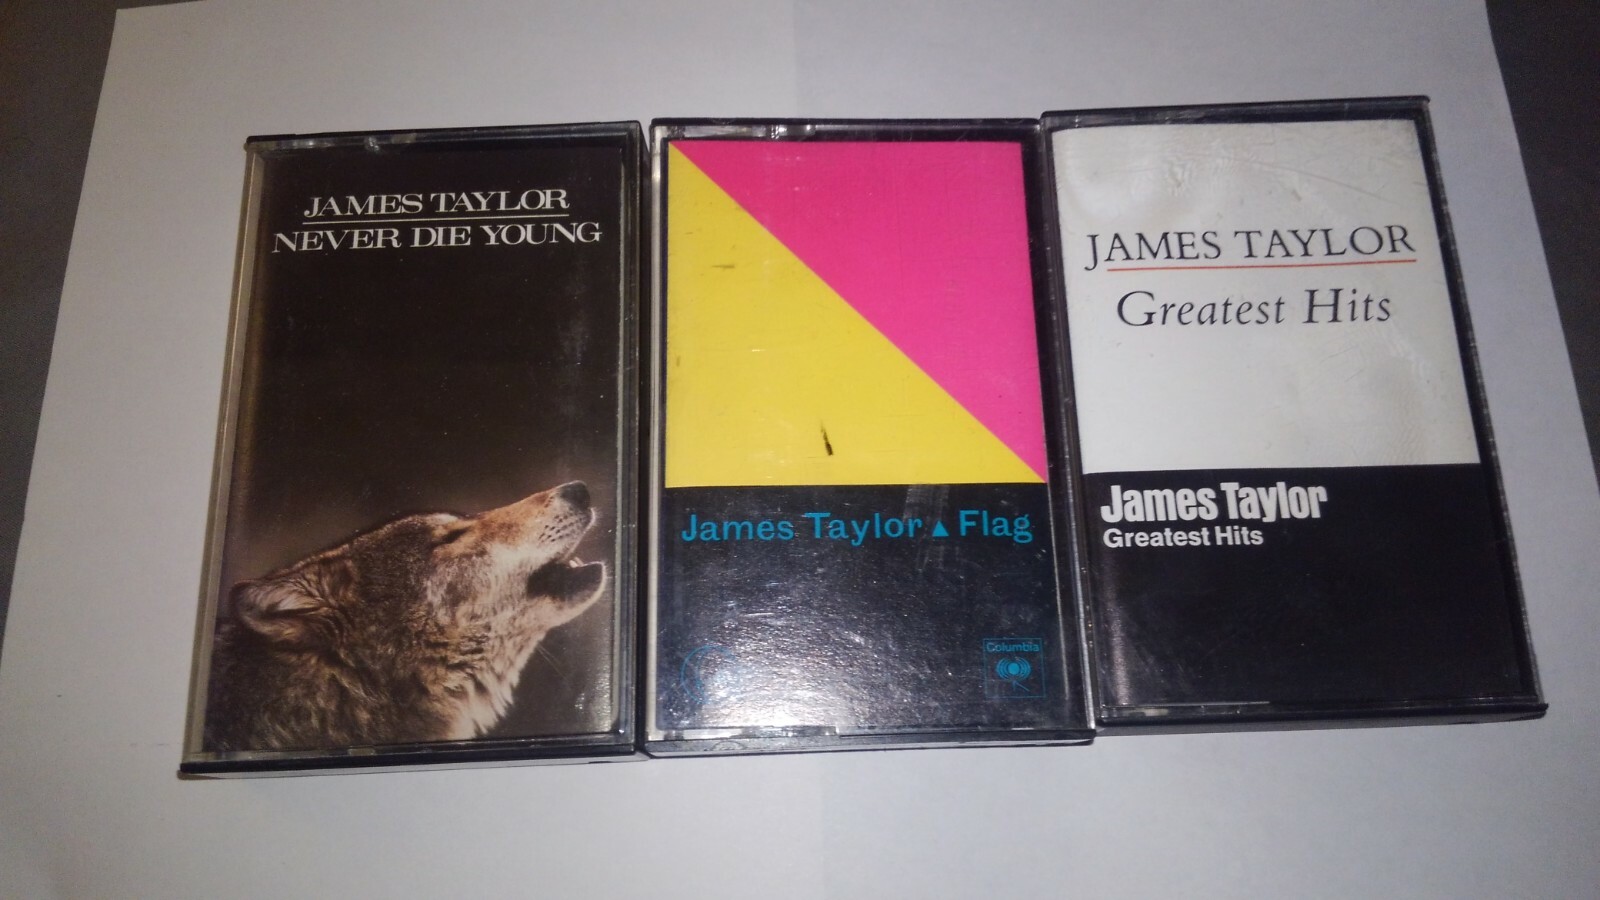 JAMES TAYLOR
NEVER DIE YOUNG
James Taylor ▲ Flag
Columbia
JAMES TAYLOR
Greatest Hits
James Taylor
Greatest Hits